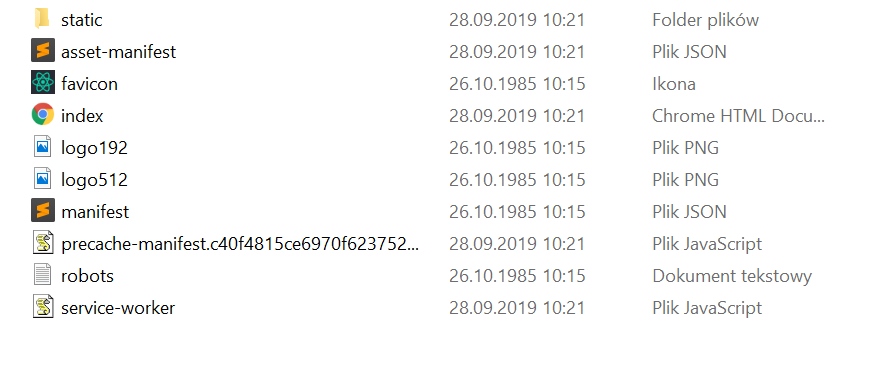 static 28.09.2019 10:21 Folder plików
asset-manifest 28.09.2019 10:21 Plik JSON
favicon 26.10.1985 10:15 Ikona
index 28.09.2019 10:21 Chrome HTML Docu...
logo192 26.10.1985 10:15 Plik PNG
logo512 26.10.1985 10:15 Plik PNG
manifest 26.10.1985 10:15 Plik JSON
precache-manifest.c40f4815ce6970f623752... 28.09.2019 10:21 Plik JavaScript
robots 26.10.1985 10:15 Dokument tekstowy
service-worker 28.09.2019 10:21 Plik JavaScript